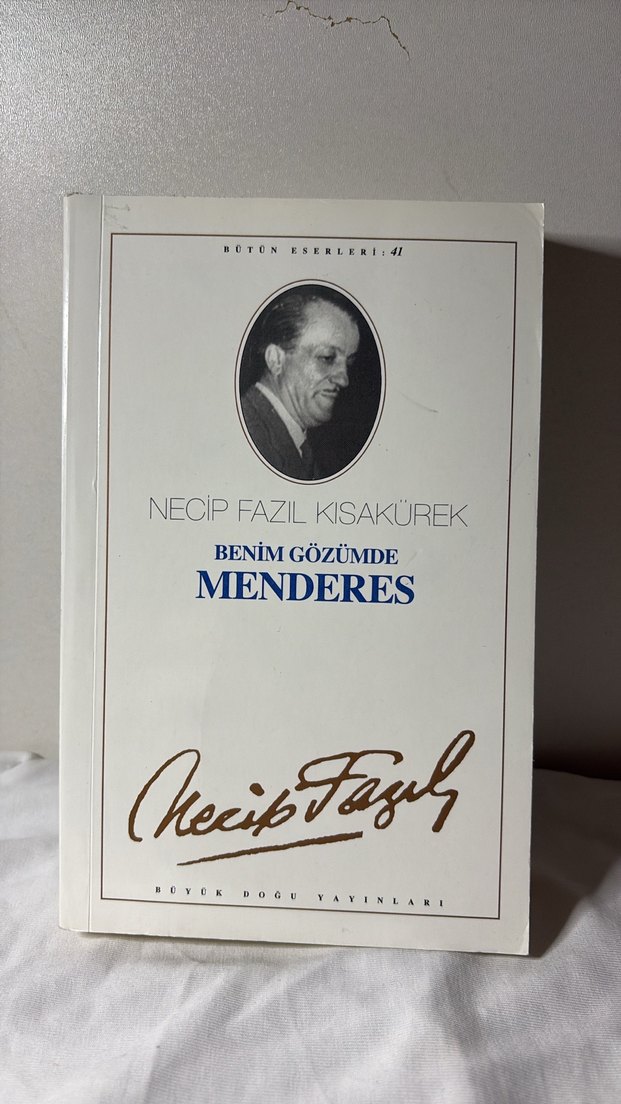 BÜTÜN ESERLERİ: 41
NECİP FAZIL KISAKÜREK
BENİM GÖZÜMDE
MENDERES
Necip Fazıl
BÜYÜK DOĞU YAYINLARI